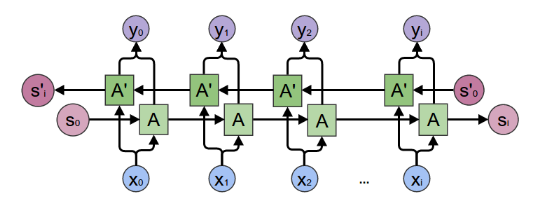 y₀ y₁ y₂ yᵢ
s'ᵢ A' A' A' A' s'₀
s₀ A A A A sᵢ
x₀ x₁ x₂ ... xᵢ